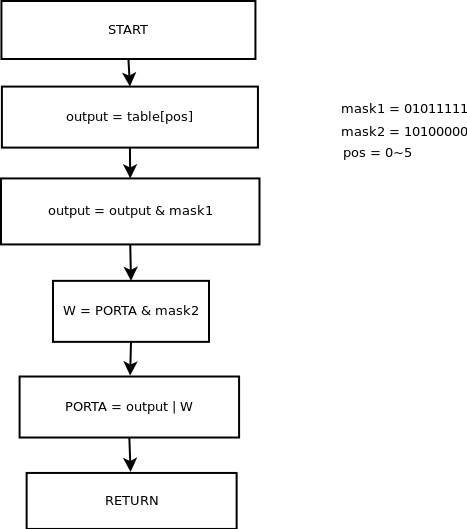 START
output = table[pos]
mask1 = 01011111
mask2 = 10100000
pos = 0~5
output = output & mask1
W = PORTA & mask2
PORTA = output | W
RETURN